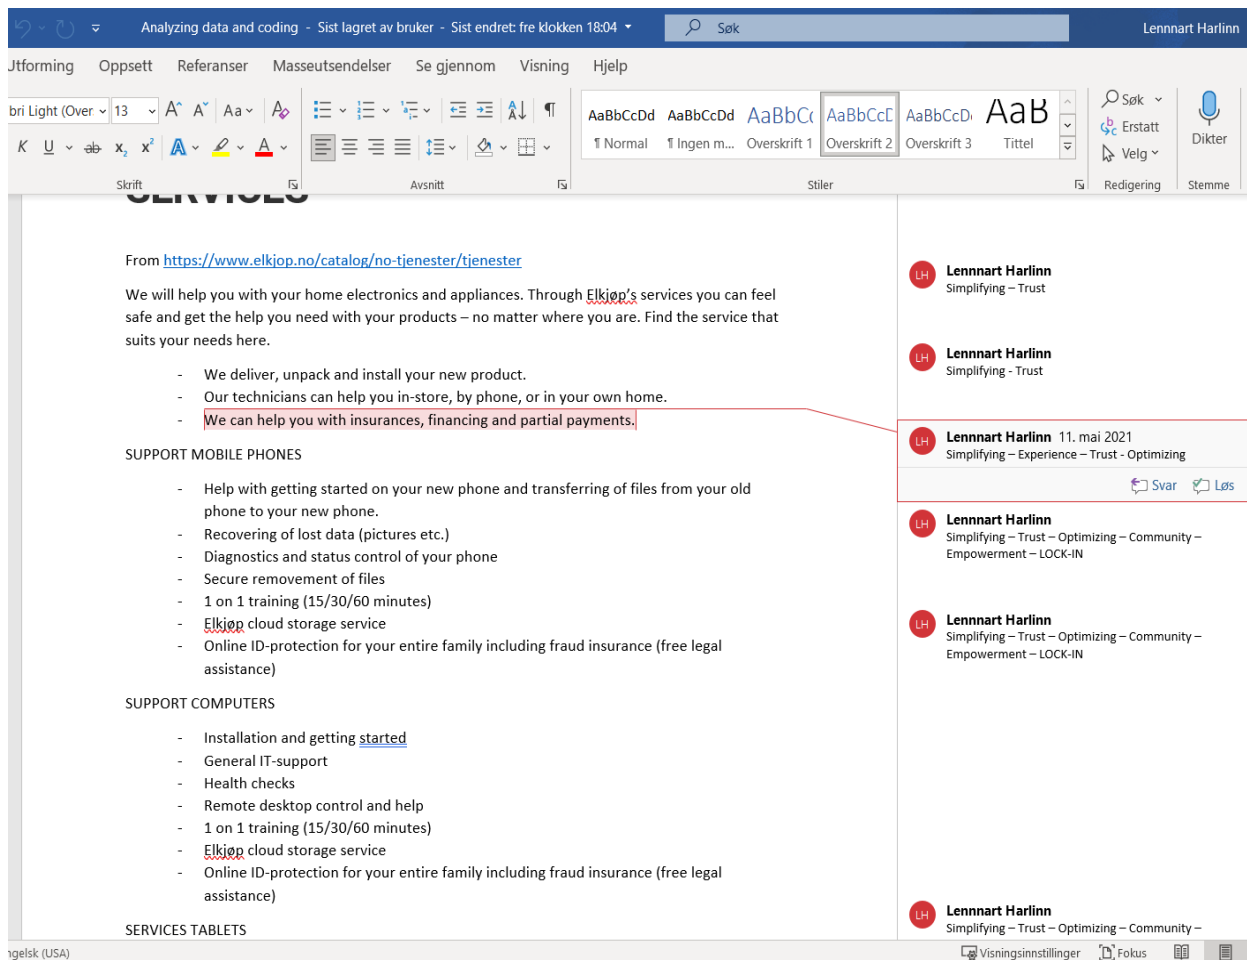 Analyzing data and coding - Sist lagret av bruker - Sist endret: fre klokken 18:04
Søk
Lennnart Harlinn
Utforming Oppsett Referanser Masseutsendelser Se gjennom Visning Hjelp
bri Light (Over 13 A^ A˅ Aa
K U ab x₂ x² A A
AaBbCcDd AaBbCcDd AaBbCc AaBbCcD AaBbCcD AaB
¶ Normal ¶ Ingen m... Overskrift 1 Overskrift 2 Overskrift 3 Tittel
Søk
Erstatt
Velg
Dikter
Skrift Avsnitt Stiler Redigering Stemme
SERVICES
From https://www.elkjop.no/catalog/no-tjenester/tjenester
We will help you with your home electronics and appliances. Through Elkjøp's services you can feel
safe and get the help you need with your products – no matter where you are. Find the service that
suits your needs here.
- We deliver, unpack and install your new product.
- Our technicians can help you in-store, by phone, or in your own home.
- We can help you with insurances, financing and partial payments.
SUPPORT MOBILE PHONES
- Help with getting started on your new phone and transferring of files from your old
phone to your new phone.
- Recovering of lost data (pictures etc.)
- Diagnostics and status control of your phone
- Secure removement of files
- 1 on 1 training (15/30/60 minutes)
- Elkjøp cloud storage service
- Online ID-protection for your entire family including fraud insurance (free legal
assistance)
SUPPORT COMPUTERS
- Installation and getting started
- General IT-support
- Health checks
- Remote desktop control and help
- 1 on 1 training (15/30/60 minutes)
- Elkjøp cloud storage service
- Online ID-protection for your entire family including fraud insurance (free legal
assistance)
SERVICES TABLETS
LH Lennnart Harlinn
Simplifying – Trust
LH Lennnart Harlinn
Simplifying - Trust
LH Lennnart Harlinn 11. mai 2021
Simplifying – Experience – Trust - Optimizing
Svar Løs
LH Lennnart Harlinn
Simplifying – Trust – Optimizing – Community –
Empowerment – LOCK-IN
LH Lennnart Harlinn
Simplifying – Trust – Optimizing – Community –
Empowerment – LOCK-IN
LH Lennnart Harlinn
Simplifying – Trust – Optimizing – Community –
ngelsk (USA)
Visningsinnstillinger Fokus